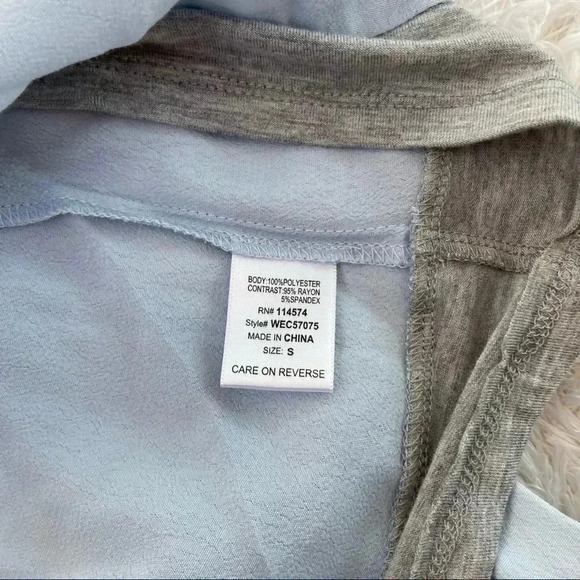 BODY:100%POLYESTER
CONTRAST:95% RAYON
5%SPANDEX
RN# 114574
Style# WEC57075
MADE IN CHINA
SIZE: S
CARE ON REVERSE